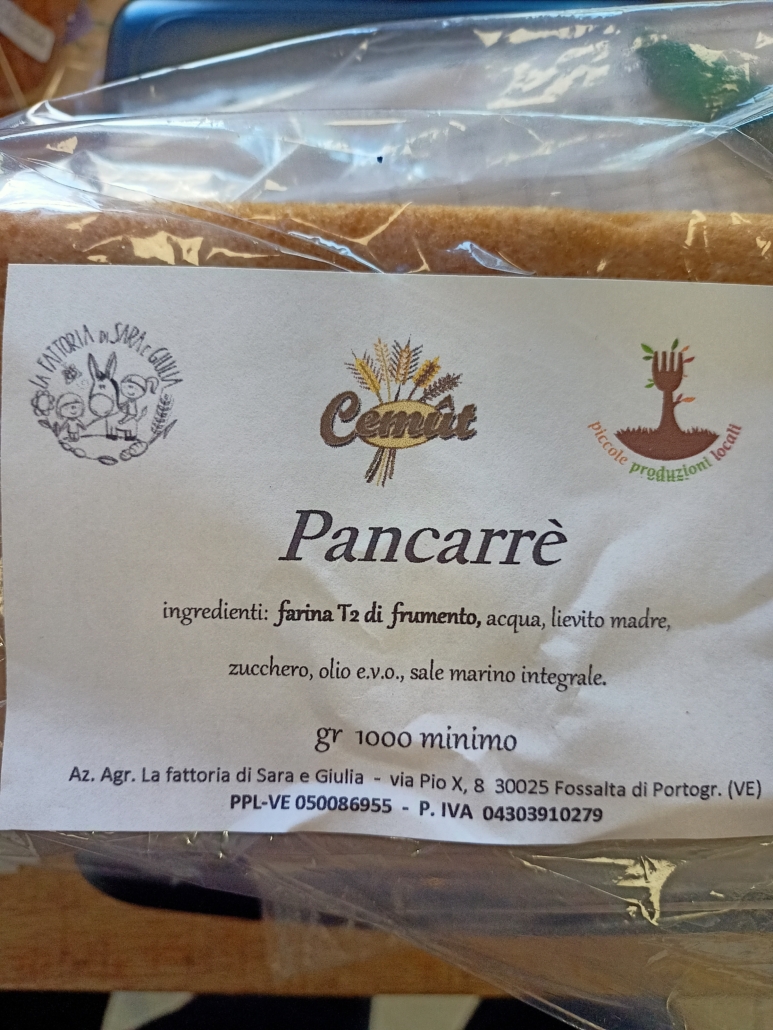 LA FATTORIA DI SARA E GIULIA
Cemût
piccole produzioni locali
Pancarrè
ingredienti: farina T2 di frumento, acqua, lievito madre,
zucchero, olio e.v.o., sale marino integrale.
gr 1000 minimo
Az. Agr. La fattoria di Sara e Giulia - via Pio X, 8 30025 Fossalta di Portogr. (VE)
PPL-VE 050086955 - P. IVA 04303910279